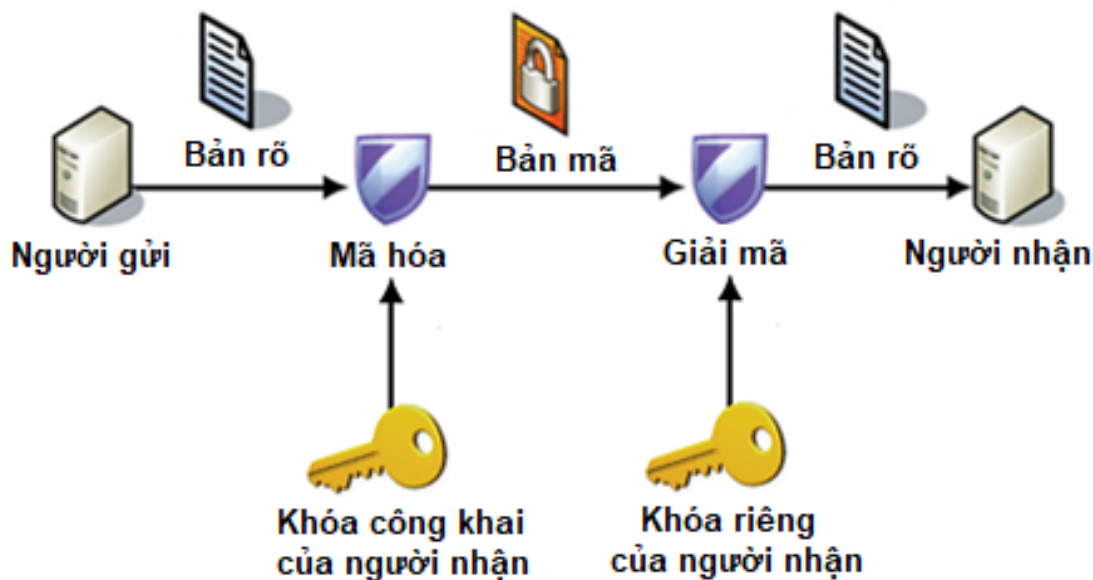 Bản rõ
Bản mã
Bản rõ
Người gửi
Mã hóa
Giải mã
Người nhận
Khóa công khai
của người nhận
Khóa riêng
của người nhận